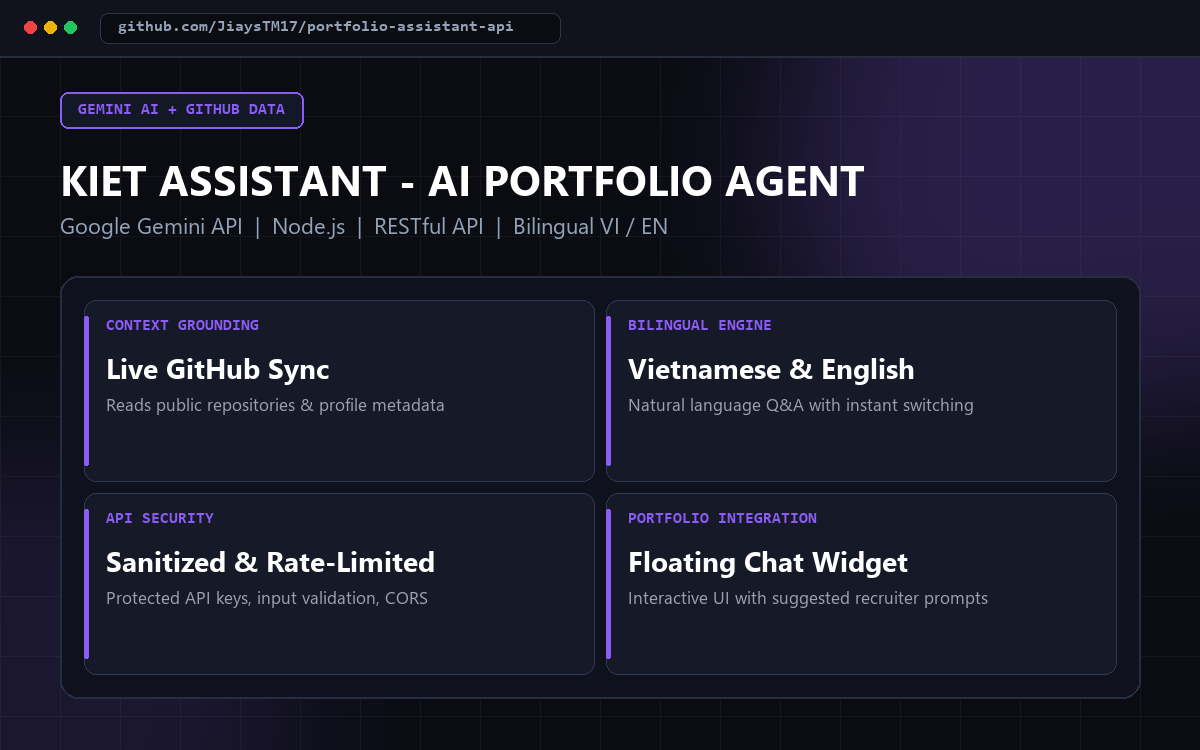 github.com/JiaysTM17/portfolio-assistant-api
GEMINI AI + GITHUB DATA
KIET ASSISTANT - AI PORTFOLIO AGENT
Google Gemini API | Node.js | RESTful API | Bilingual VI / EN
CONTEXT GROUNDING
Live GitHub Sync
Reads public repositories & profile metadata
BILINGUAL ENGINE
Vietnamese & English
Natural language Q&A with instant switching
API SECURITY
Sanitized & Rate-Limited
Protected API keys, input validation, CORS
PORTFOLIO INTEGRATION
Floating Chat Widget
Interactive UI with suggested recruiter prompts